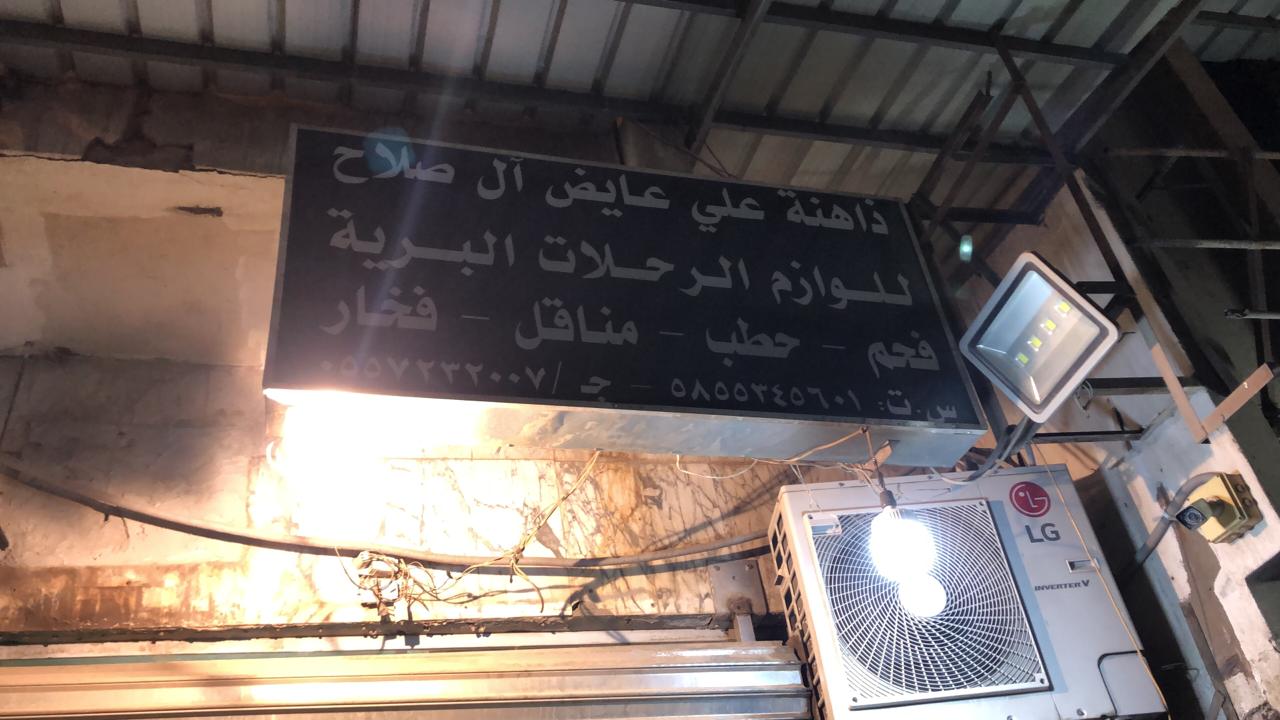 ذاهنة علي عايض آل صلاح
للوازم الرحلات البرية
فحم - حطب - مناقل - فخار
س.ت: ٥٨٥٥٣٤٥٦٠١ - جـ / ٠٥٥٧٢٣٢٠٠٧
LG
INVERTER V